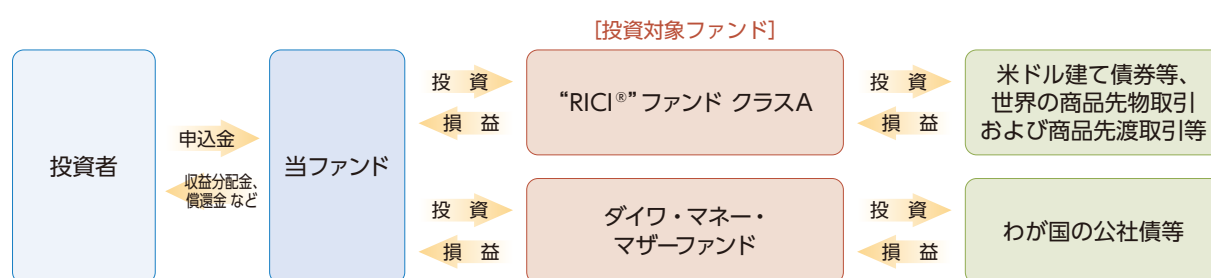 [投資対象ファンド]
投資者
申込金
収益分配金、
償還金 など
当ファンド
投 資
損 益
“RICI®”ファンド クラスA
投 資
損 益
米ドル建て債券等、
世界の商品先物取引
および商品先渡取引等
投 資
損 益
ダイワ・マネー・
マザーファンド
投 資
損 益
わが国の公社債等